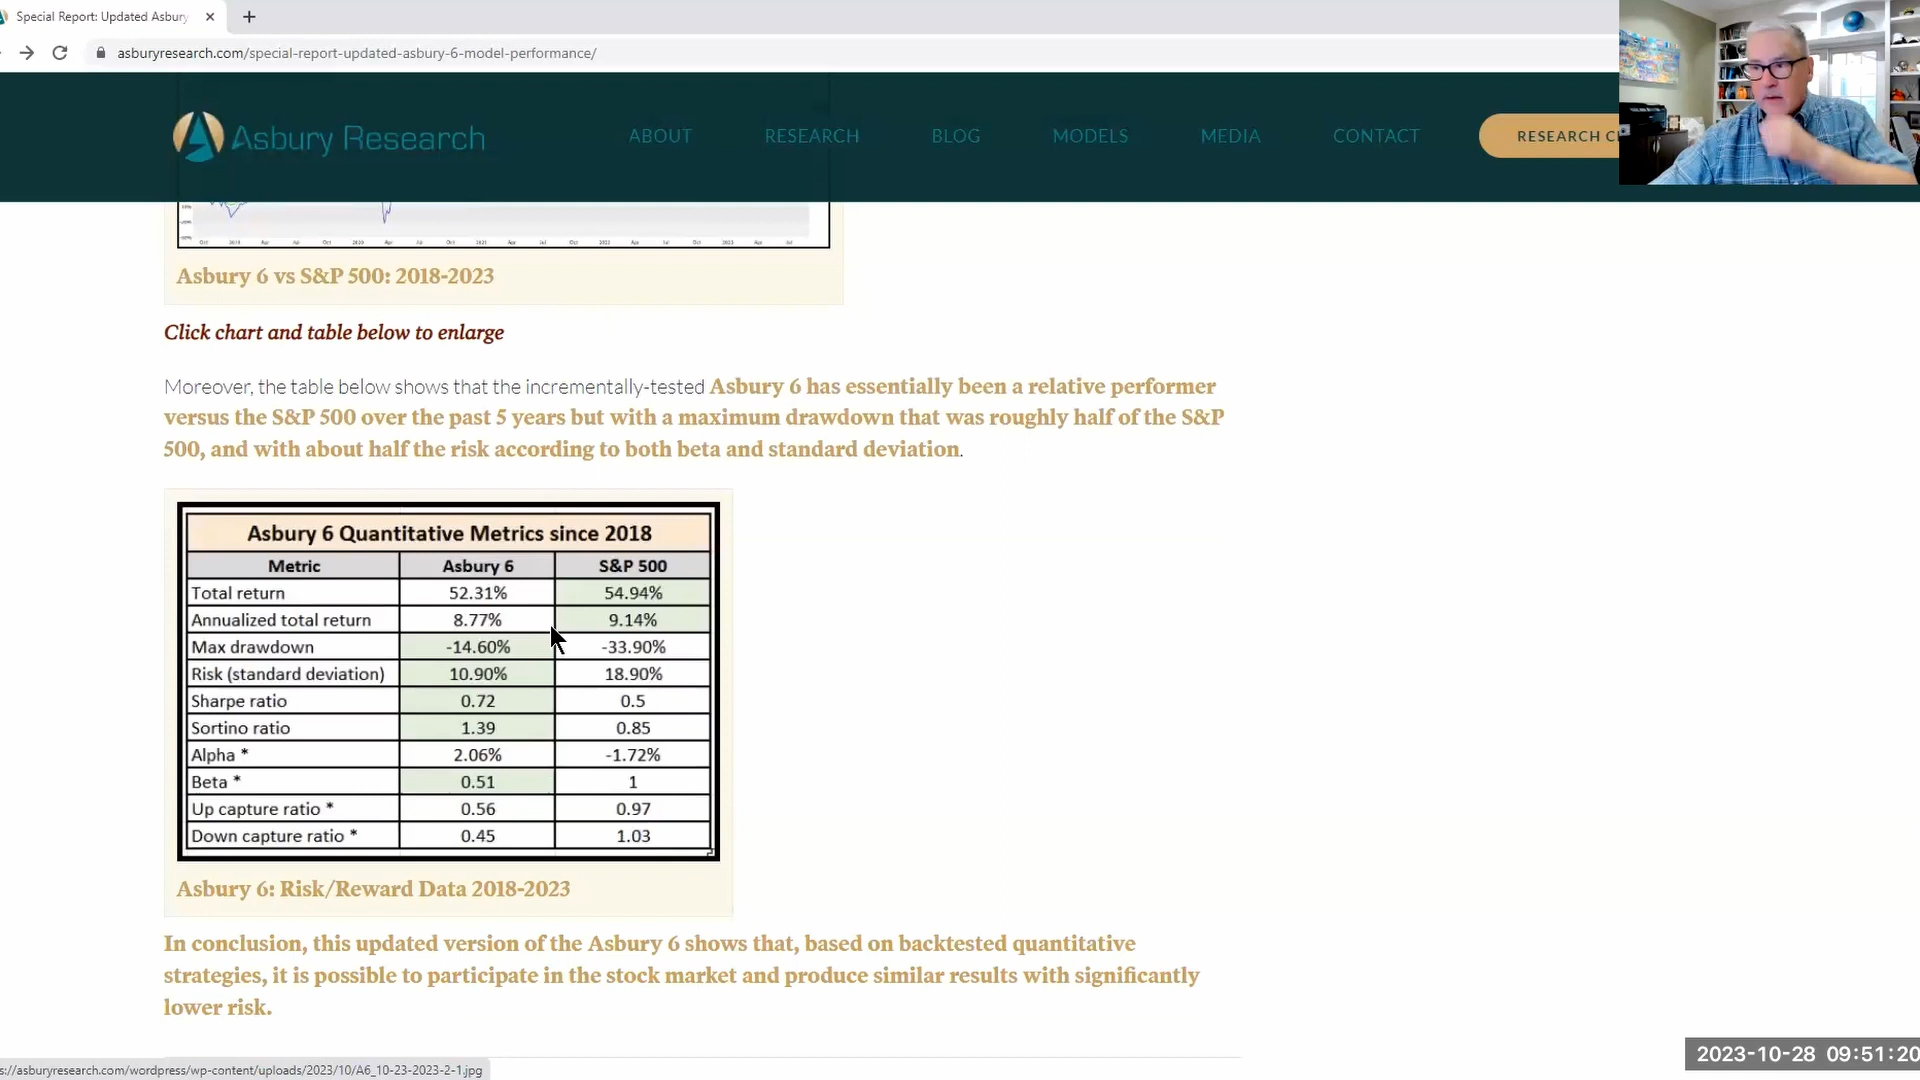 Special Report: Updated Asbury
asburyresearch.com/special-report-updated-asbury-6-model-performance/
Asbury Research
ABOUT RESEARCH BLOG MODELS MEDIA CONTACT
RESEARCH
Asbury 6 vs S&P 500: 2018-2023
Click chart and table below to enlarge
Moreover, the table below shows that the incrementally-tested Asbury 6 has essentially been a relative performer
versus the S&P 500 over the past 5 years but with a maximum drawdown that was roughly half of the S&P
500, and with about half the risk according to both beta and standard deviation.
Asbury 6 Quantitative Metrics since 2018
Metric Asbury 6 S&P 500
Total return 52.31% 54.94%
Annualized total return 8.77% 9.14%
Max drawdown -14.60% -33.90%
Risk (standard deviation) 10.90% 18.90%
Sharpe ratio 0.72 0.5
Sortino ratio 1.39 0.85
Alpha * 2.06% -1.72%
Beta * 0.51 1
Up capture ratio * 0.56 0.97
Down capture ratio * 0.45 1.03
Asbury 6: Risk/Reward Data 2018-2023
In conclusion, this updated version of the Asbury 6 shows that, based on backtested quantitative
strategies, it is possible to participate in the stock market and produce similar results with significantly
lower risk.
s://asburyresearch.com/wordpress/wp-content/uploads/2023/10/A6_10-23-2023-2-1.jpg
2023-10-28 09:51:20